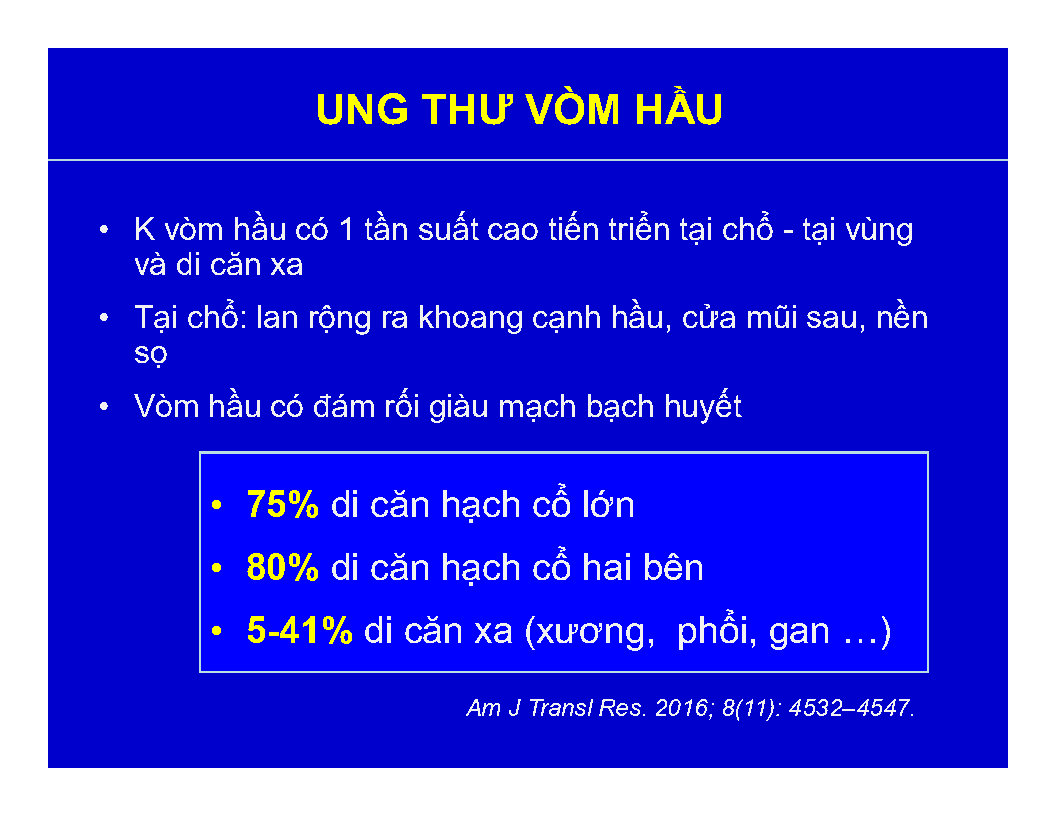 UNG THƯ VÒM HẦU
• K vòm hầu có 1 tần suất cao tiến triển tại chổ - tại vùng
và di căn xa
• Tại chổ: lan rộng ra khoang cạnh hầu, cửa mũi sau, nền
sọ
• Vòm hầu có đám rối giàu mạch bạch huyết
• 75% di căn hạch cổ lớn
• 80% di căn hạch cổ hai bên
• 5-41% di căn xa (xương, phổi, gan …)
Am J Transl Res. 2016; 8(11): 4532–4547.